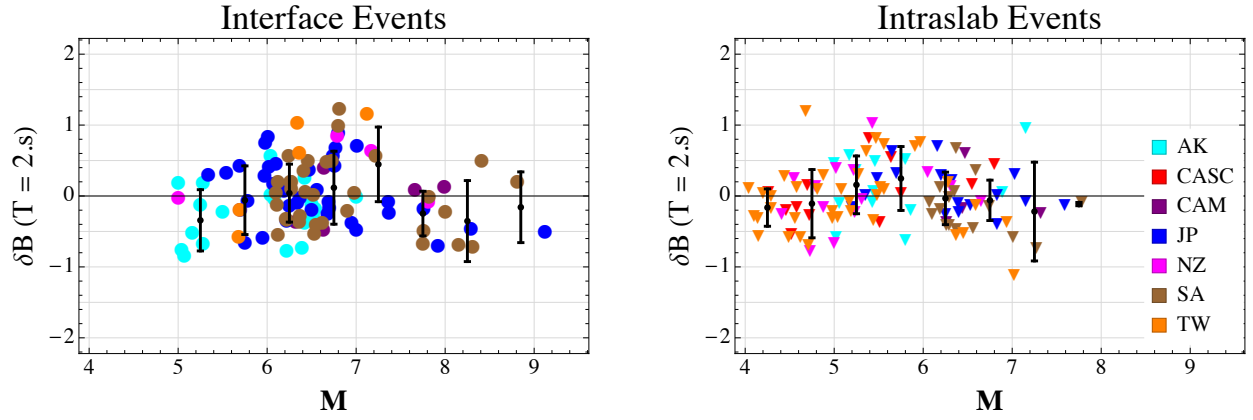 Interface Events
2
1
0
−1
−2
δB (T = 2.s)
4 5 6 7 8 9
M
Intraslab Events
2
1
0
−1
−2
δB (T = 2.s)
4 5 6 7 8 9
M
AK
CASC
CAM
JP
NZ
SA
TW